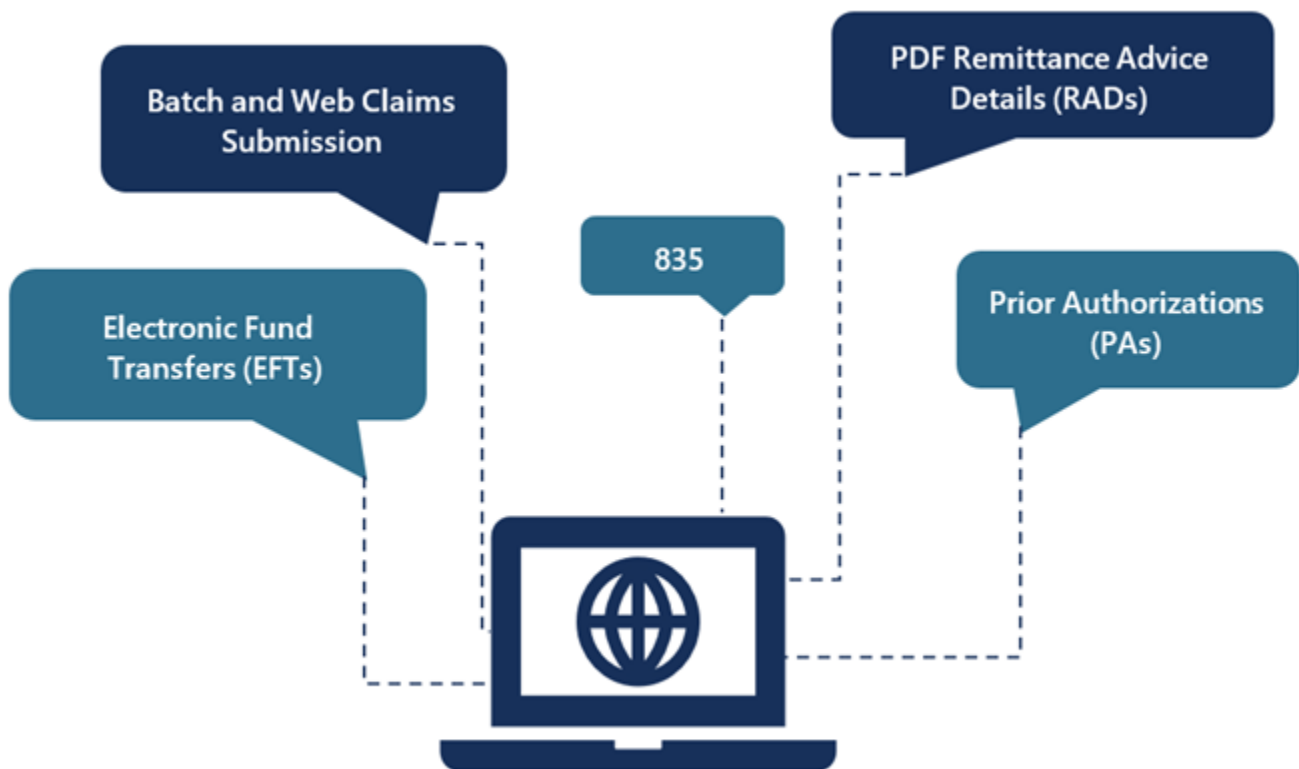 Batch and Web Claims
Submission
PDF Remittance Advice
Details (RADs)
835
Electronic Fund
Transfers (EFTs)
Prior Authorizations
(PAs)